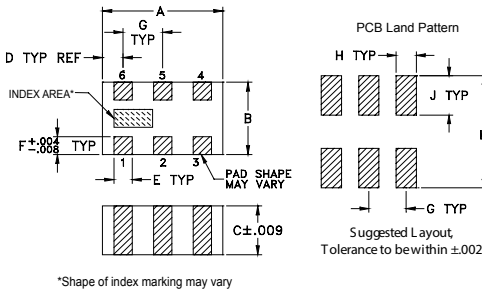 A
G
TYP
D TYP REF
6 5 4
INDEX AREA*
B
F +.004 -.008 TYP
1 2 3
E TYP
PAD SHAPE
MAY VARY
C±.009
*Shape of index marking may vary
PCB Land Pattern
H TYP
J TYP
G TYP
Suggested Layout,
Tolerance to be within ±.002